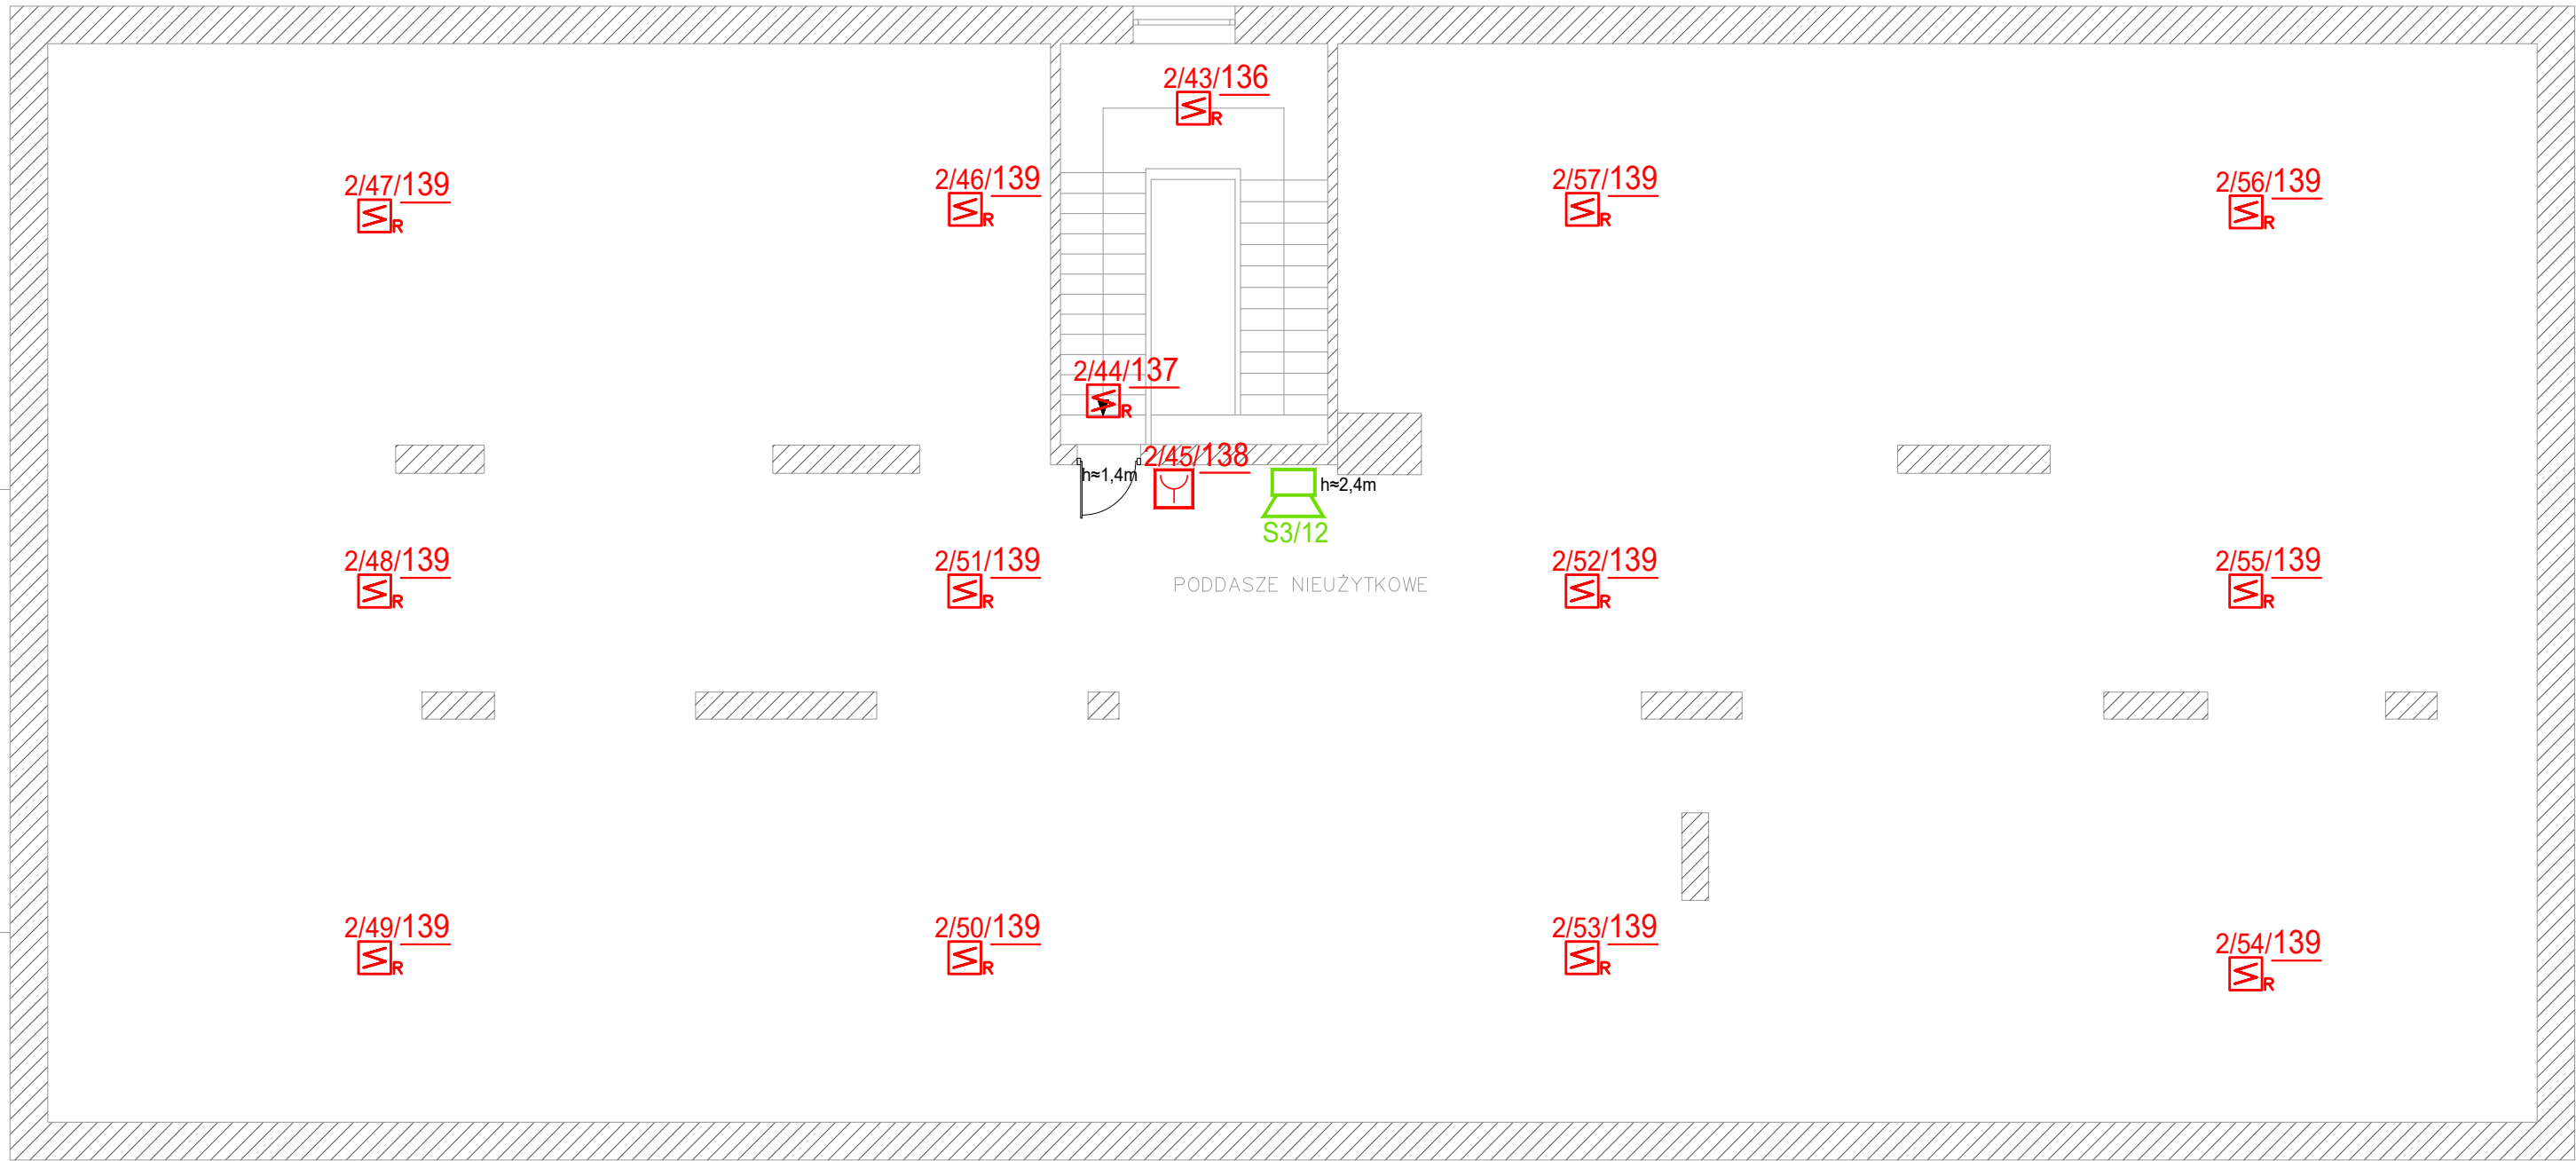 2/43/136
R
2/47/139
R
2/46/139
R
2/57/139
R
2/56/139
R
2/44/137
R
2/45/138
h≈1,4m
h≈2,4m
S3/12
2/48/139
R
2/51/139
R
PODDASZE NIEUŻYTKOWE
2/52/139
R
2/55/139
R
2/49/139
R
2/50/139
R
2/53/139
R
2/54/139
R